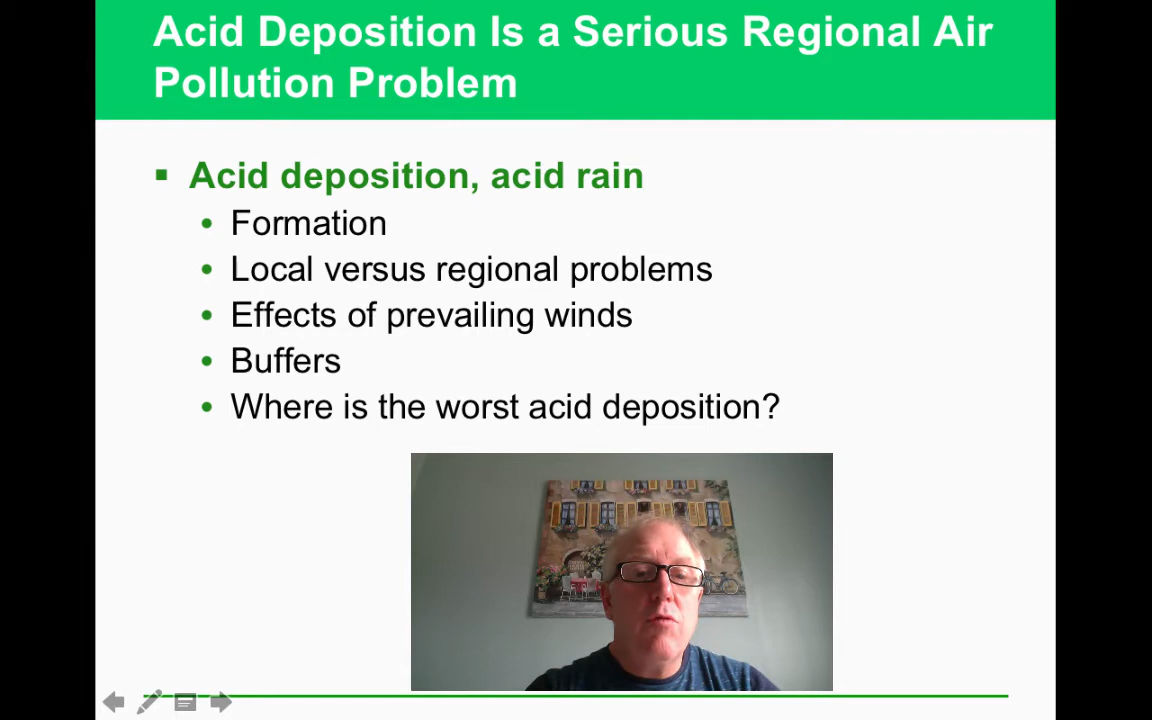 Acid Deposition Is a Serious Regional Air
Pollution Problem
Acid deposition, acid rain
Formation
Local versus regional problems
Effects of prevailing winds
Buffers
Where is the worst acid deposition?